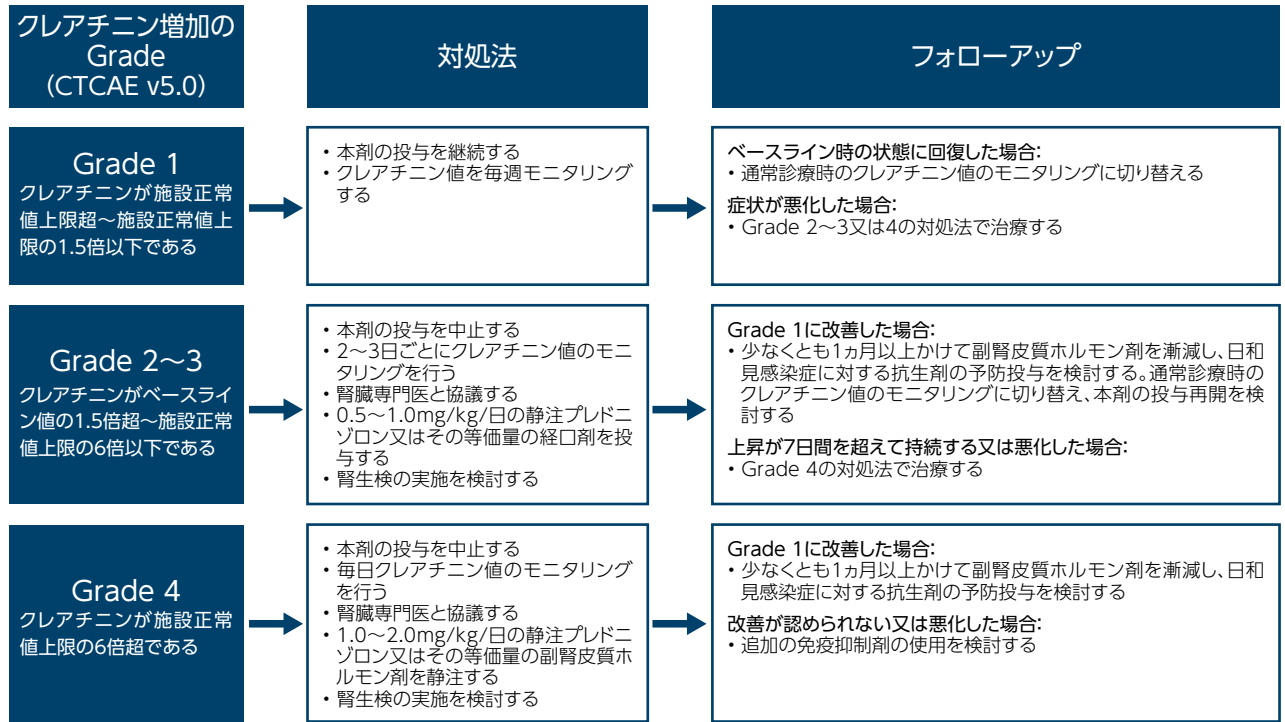 クレアチニン増加の
Grade
(CTCAE v5.0)
対処法
フォローアップ
Grade 1
クレアチニンが施設正常
値上限超～施設正常値上
限の1.5倍以下である
・本剤の投与を継続する
・クレアチニン値を毎週モニタリング
する
ベースライン時の状態に回復した場合:
・通常診療時のクレアチニン値のモニタリングに切り替える
症状が悪化した場合:
・Grade 2～3又は4の対処法で治療する
Grade 2～3
クレアチニンがベースライ
ン値の1.5倍超～施設正常
値上限の6倍以下である
・本剤の投与を中止する
・2～3日ごとにクレアチニン値のモニ
タリングを行う
・腎臓専門医と協議する
・0.5～1.0mg/kg/日の静注プレドニ
ゾロン又はその等価量の経口剤を投
与する
・腎生検の実施を検討する
Grade 1に改善した場合:
・少なくとも1ヵ月以上かけて副腎皮質ホルモン剤を漸減し、日和
見感染症に対する抗生剤の予防投与を検討する。通常診療時の
クレアチニン値のモニタリングに切り替え、本剤の投与再開を検
討する
上昇が7日間を超えて持続する又は悪化した場合:
・Grade 4の対処法で治療する
Grade 4
クレアチニンが施設正常
値上限の6倍超である
・本剤の投与を中止する
・毎日クレアチニン値のモニタリング
を行う
・腎臓専門医と協議する
・1.0～2.0mg/kg/日の静注プレドニ
ゾロン又はその等価量の副腎皮質ホ
ルモン剤を静注する
・腎生検の実施を検討する
Grade 1に改善した場合:
・少なくとも1ヵ月以上かけて副腎皮質ホルモン剤を漸減し、日和
見感染症に対する抗生剤の予防投与を検討する
改善が認められない又は悪化した場合:
・追加の免疫抑制剤の使用を検討する